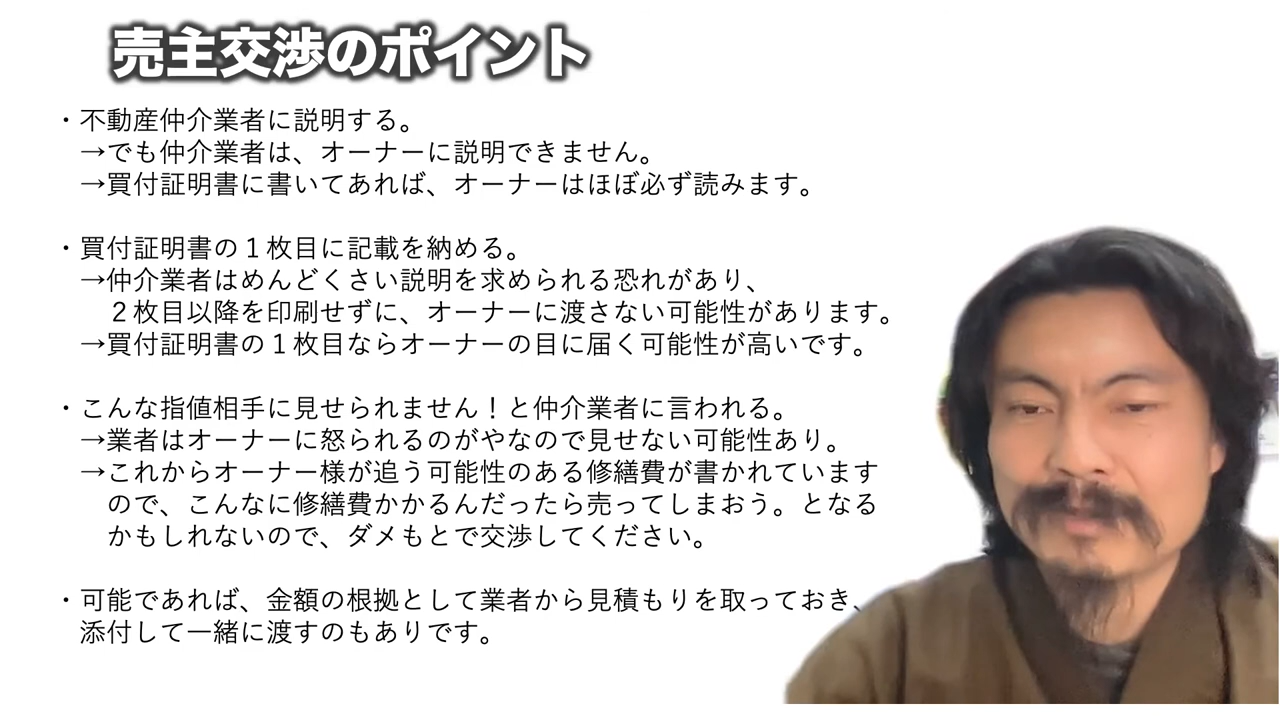 売主交渉のポイント
・不動産仲介業者に説明する。
→でも仲介業者は、オーナーに説明できません。
→買付証明書に書いてあれば、オーナーはほぼ必ず読みます。
・買付証明書の１枚目に記載を納める。
→仲介業者はめんどくさい説明を求められる恐れがあり、
２枚目以降を印刷せずに、オーナーに渡さない可能性があります。
→買付証明書の１枚目ならオーナーの目に届く可能性が高いです。
・こんな指値相手に見せられません！と仲介業者に言われる。
→業者はオーナーに怒られるのがやなので見せない可能性あり。
→これからオーナー様が追う可能性のある修繕費が書かれています
ので、こんなに修繕費かかるんだったら売ってしまおう。となる
かもしれないので、ダメもとで交渉してください。
・可能であれば、金額の根拠として業者から見積もりを取っておき、
添付して一緒に渡すのもありです。